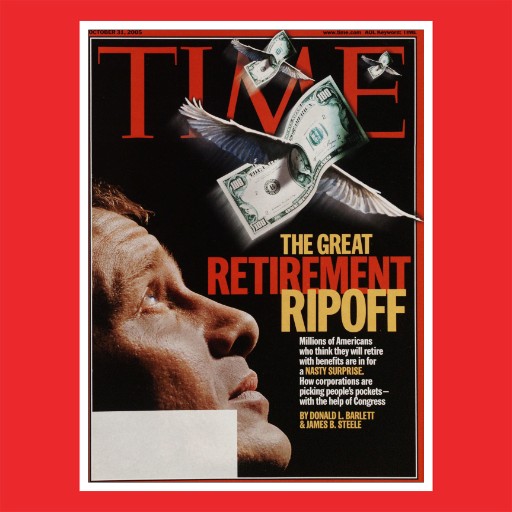 OCTOBER 31, 2005 www.time.com AOL Keyword: TIME
TIME
THE GREAT
RETIREMENT
RIPOFF
Millions of Americans
who think they will retire
with benefits are in for
a NASTY SURPRISE.
How corporations are
picking people's pockets—
with the help of Congress
BY DONALD L. BARLETT
& JAMES B. STEELE